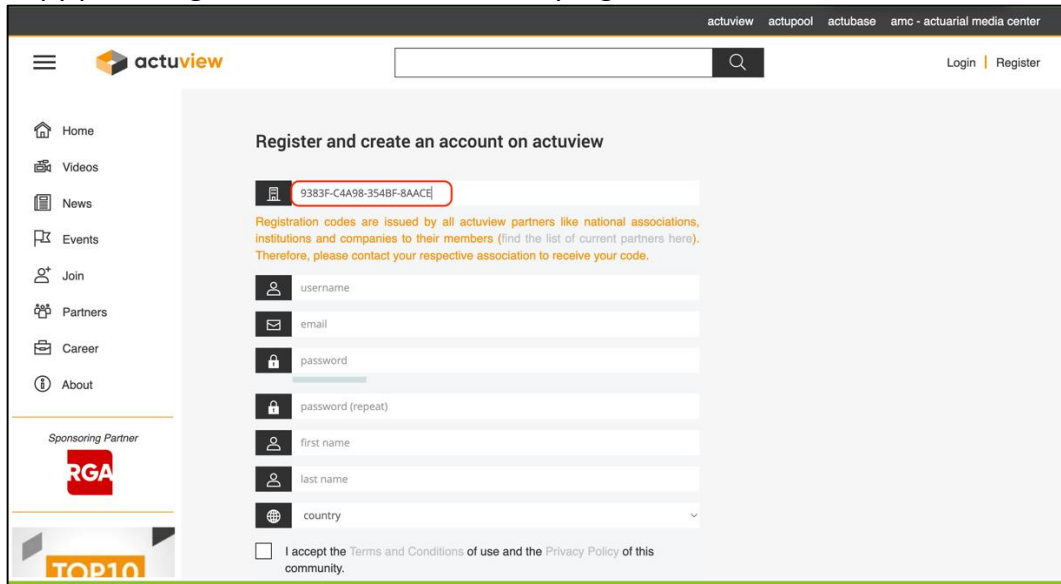 actuview actupool actubase amc - actuarial media center
actuview
Login | Register
Home
Videos
News
Events
Join
Partners
Career
About
Sponsoring Partner
RGA
TOP10
Register and create an account on actuview
9383F-C4A98-354BF-8AACE
Registration codes are issued by all actuview partners like national associations,
institutions and companies to their members (find the list of current partners here).
Therefore, please contact your respective association to receive your code.
username
email
password
password (repeat)
first name
last name
country
I accept the Terms and Conditions of use and the Privacy Policy of this
community.